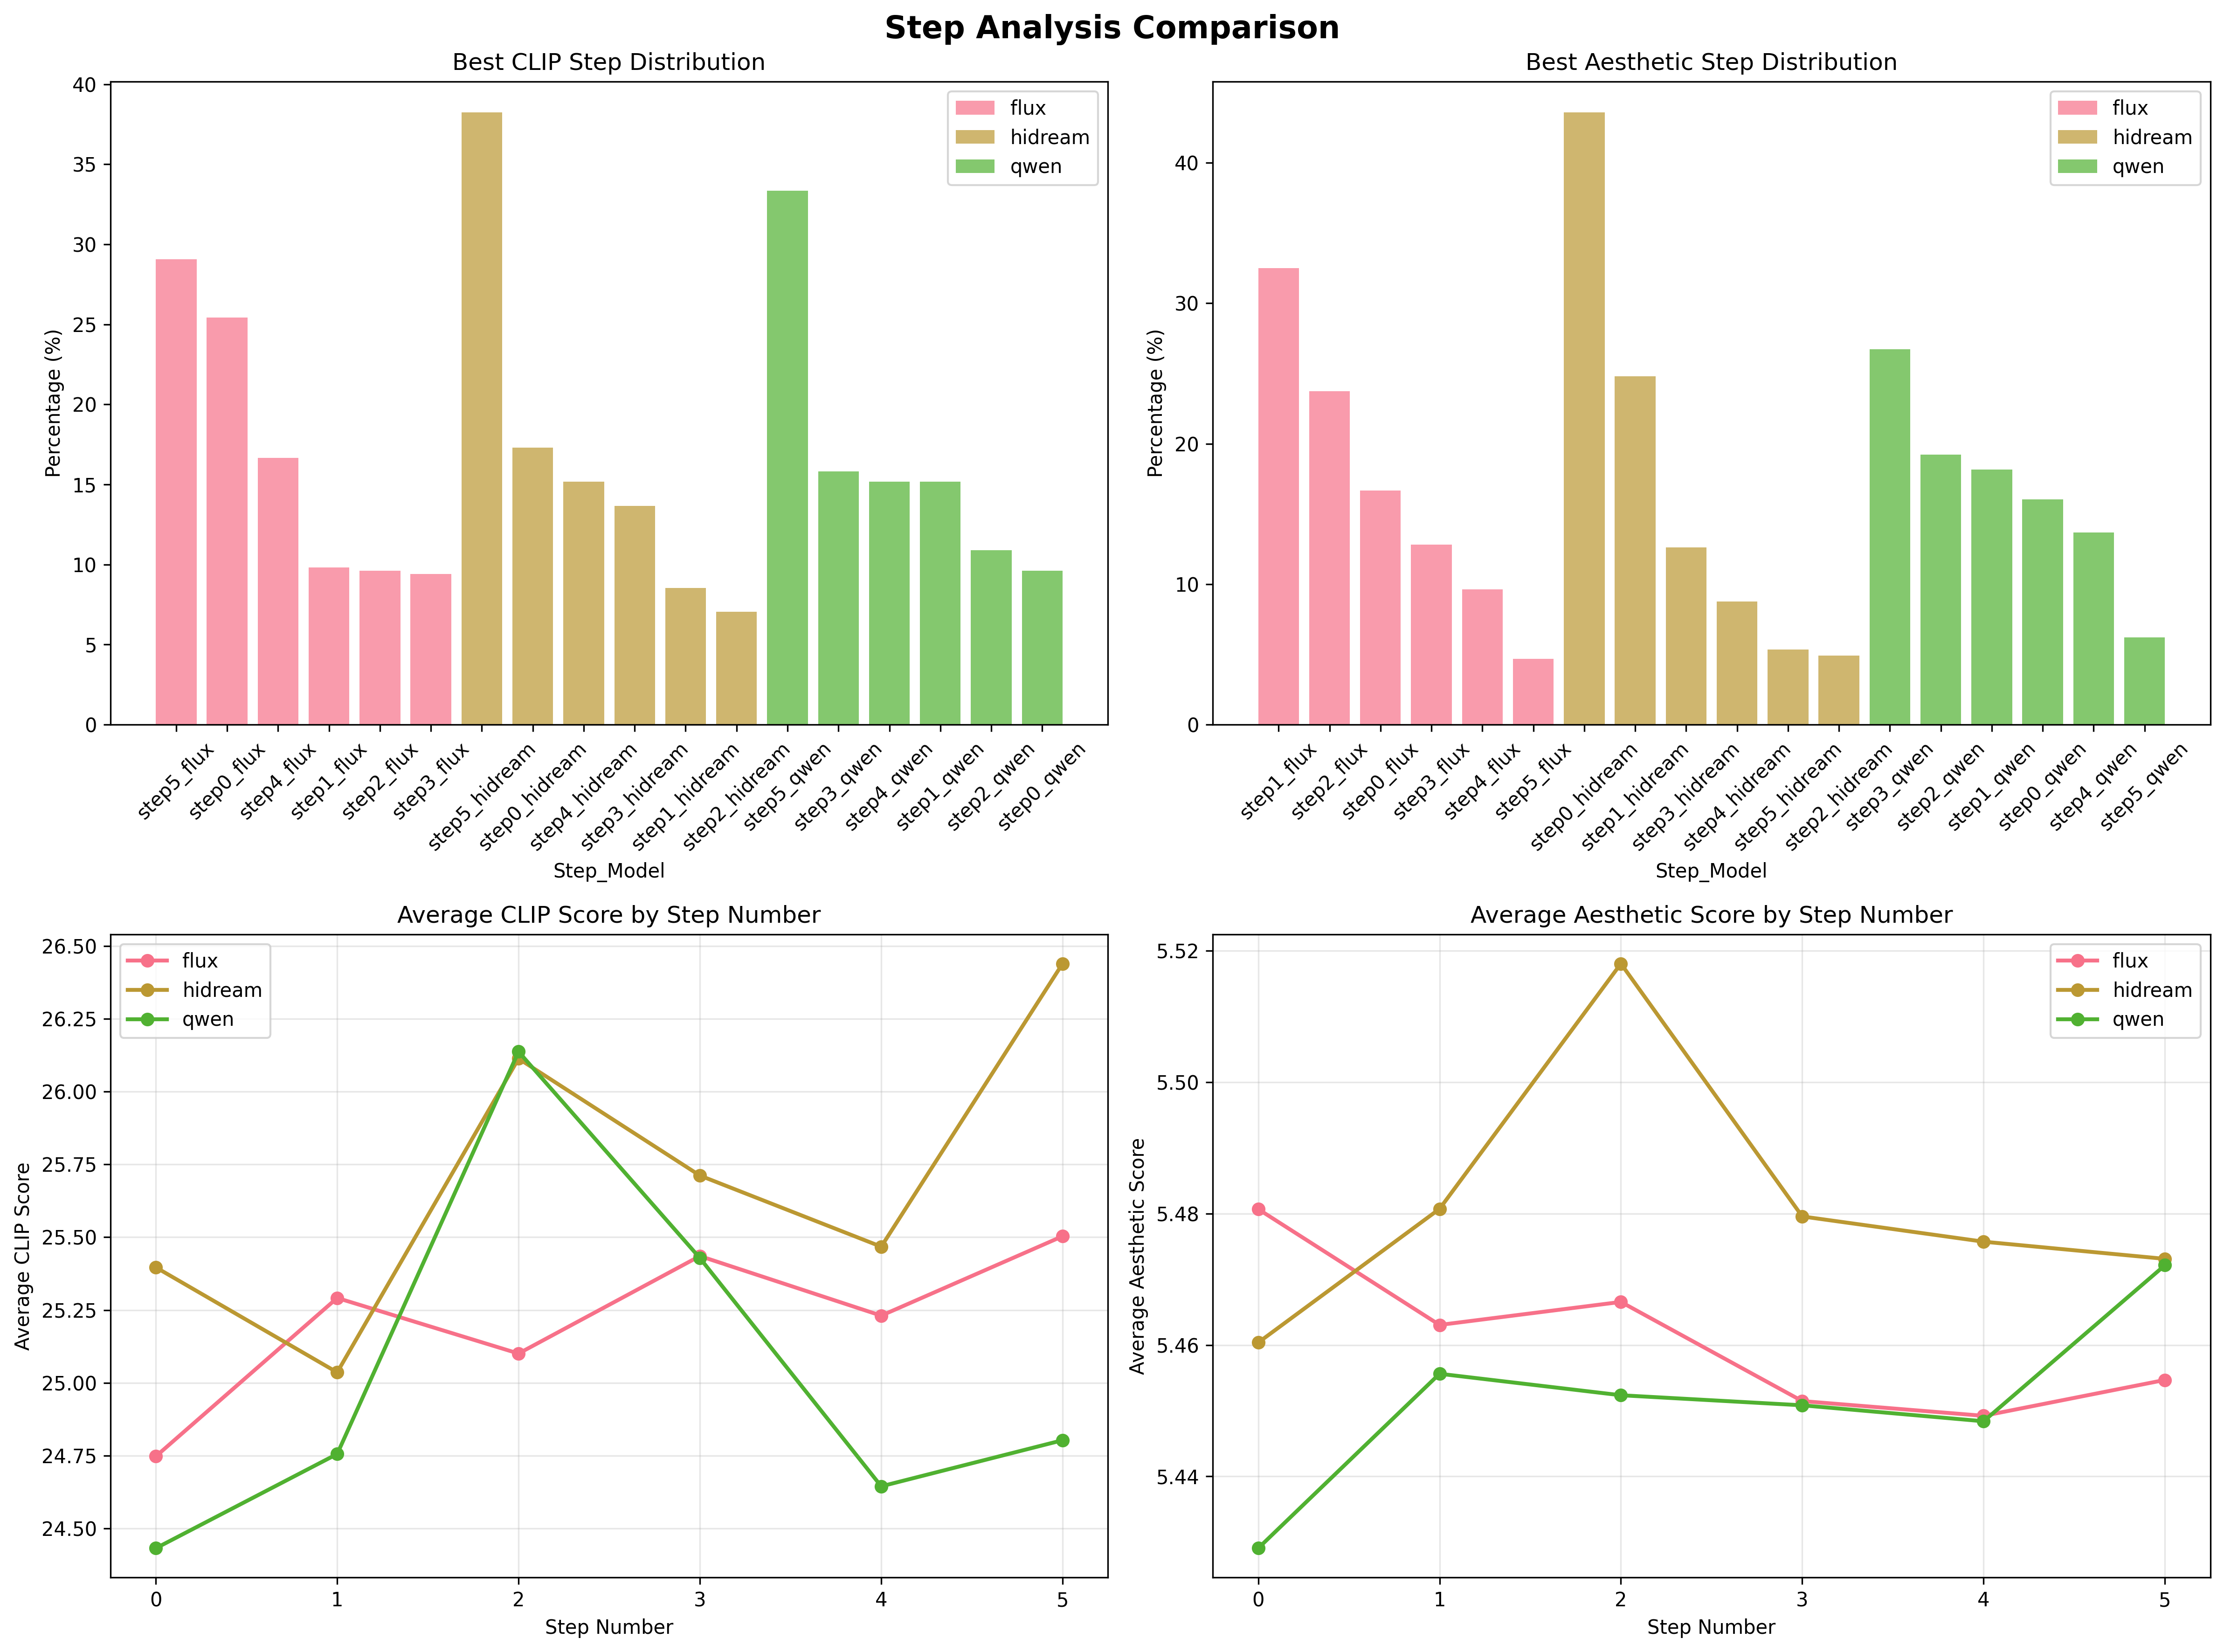 Step Analysis Comparison
Best CLIP Step Distribution
40
35
30
25
20
15
10
5
0
Percentage (%)
flux
hidream
qwen
step5_flux
step0_flux
step4_flux
step1_flux
step2_flux
step3_flux
step5_hidream
step0_hidream
step4_hidream
step3_hidream
step1_hidream
step2_hidream
step5_qwen
step3_qwen
step4_qwen
step1_qwen
step2_qwen
step0_qwen
Step_Model
Best Aesthetic Step Distribution
40
30
20
10
0
Percentage (%)
flux
hidream
qwen
step1_flux
step2_flux
step0_flux
step3_flux
step4_flux
step5_flux
step0_hidream
step1_hidream
step3_hidream
step4_hidream
step5_hidream
step2_hidream
step3_qwen
step2_qwen
step1_qwen
step0_qwen
step4_qwen
step5_qwen
Step_Model
Average CLIP Score by Step Number
26.50
26.25
26.00
25.75
25.50
25.25
25.00
24.75
24.50
Average CLIP Score
flux
hidream
qwen
0 1 2 3 4 5
Step Number
Average Aesthetic Score by Step Number
5.52
5.50
5.48
5.46
5.44
Average Aesthetic Score
flux
hidream
qwen
0 1 2 3 4 5
Step Number